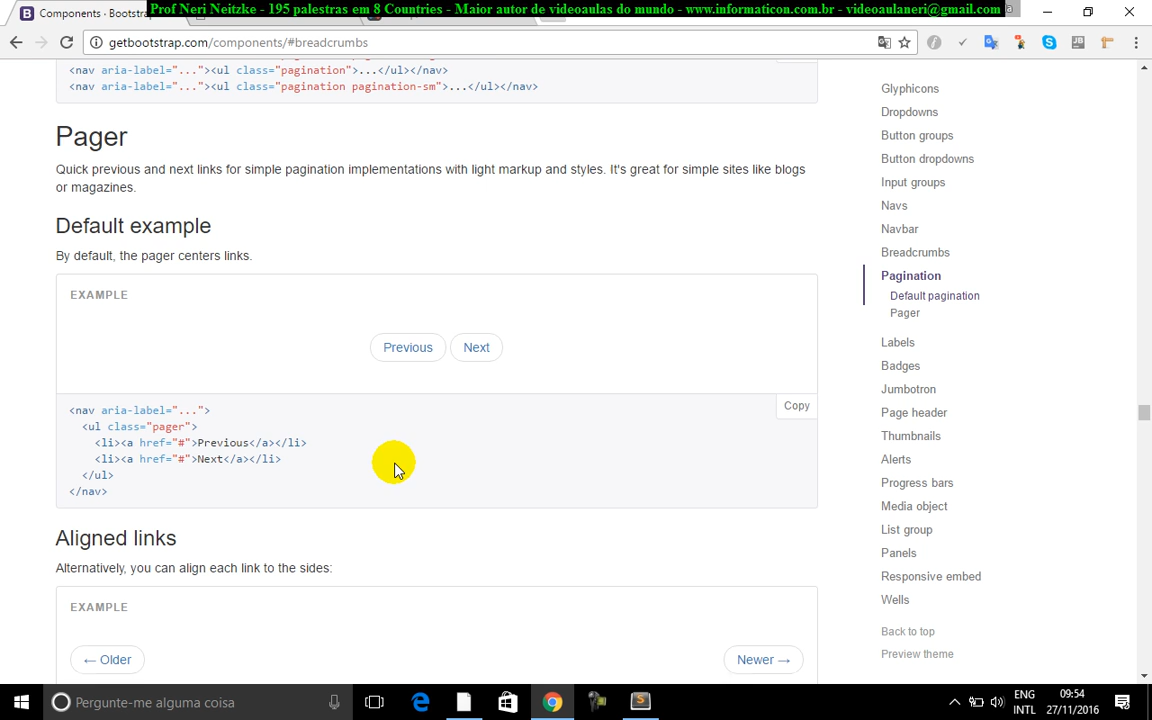 Components · Bootstrap
Prof Neri Neitzke - 195 palestras em 8 Countries - Maior autor de videoaulas do mundo - www.informaticon.com.br - videoaulaneri@gmail.com
getbootstrap.com/components/#breadcrumbs
<nav aria-label="..."><ul class="pagination">...</ul></nav>
<nav aria-label="..."><ul class="pagination pagination-sm">...</ul></nav>
Pager
Quick previous and next links for simple pagination implementations with light markup and styles. It's great for simple sites like blogs
or magazines.
Default example
By default, the pager centers links.
EXAMPLE
Previous
Next
Copy
<nav aria-label="...">
<ul class="pager">
<li><a href="#">Previous</a></li>
<li><a href="#">Next</a></li>
</ul>
</nav>
Aligned links
Alternatively, you can align each link to the sides:
EXAMPLE
← Older
Newer →
Glyphicons
Dropdowns
Button groups
Button dropdowns
Input groups
Navs
Navbar
Breadcrumbs
Pagination
Default pagination
Pager
Labels
Badges
Jumbotron
Page header
Thumbnails
Alerts
Progress bars
Media object
List group
Panels
Responsive embed
Wells
Back to top
Preview theme
Pergunte-me alguma coisa
ENG
INTL
09:54
27/11/2016